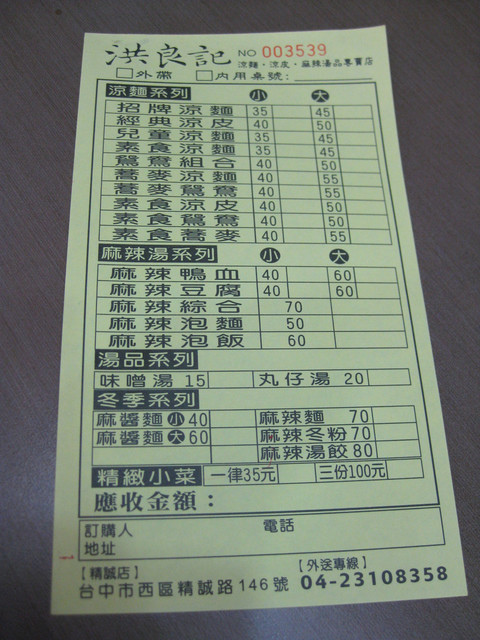 洪良記 NO 003539
涼麵・涼皮・麻辣湯品專賣店
外帶 內用桌號：
涼麵系列 小 大
招牌涼麵 35 45
經典涼皮 40 50
兒童涼麵 35 45
素食涼麵 35 45
鴛鴦組合 40 50
蕎麥涼麵 40 55
蕎麥鴛鴦 40 55
素食涼皮 40 50
素食鴛鴦 40 50
素食蕎麥 40 55
麻辣湯系列 小 大
麻辣鴨血 40 60
麻辣豆腐 40 60
麻辣綜合 70
麻辣泡麵 50
麻辣泡飯 60
湯品系列
味噌湯 15 丸仔湯 20
冬季系列
麻醬麵 小 40 麻辣麵 70
麻醬麵 大 60 麻辣冬粉 70
麻辣湯餃 80
精緻小菜 一律35元 三份100元
應收金額：
訂購人 電話
地址
【精誠店】 【外送專線】
台中市西區精誠路146號 04-23108358